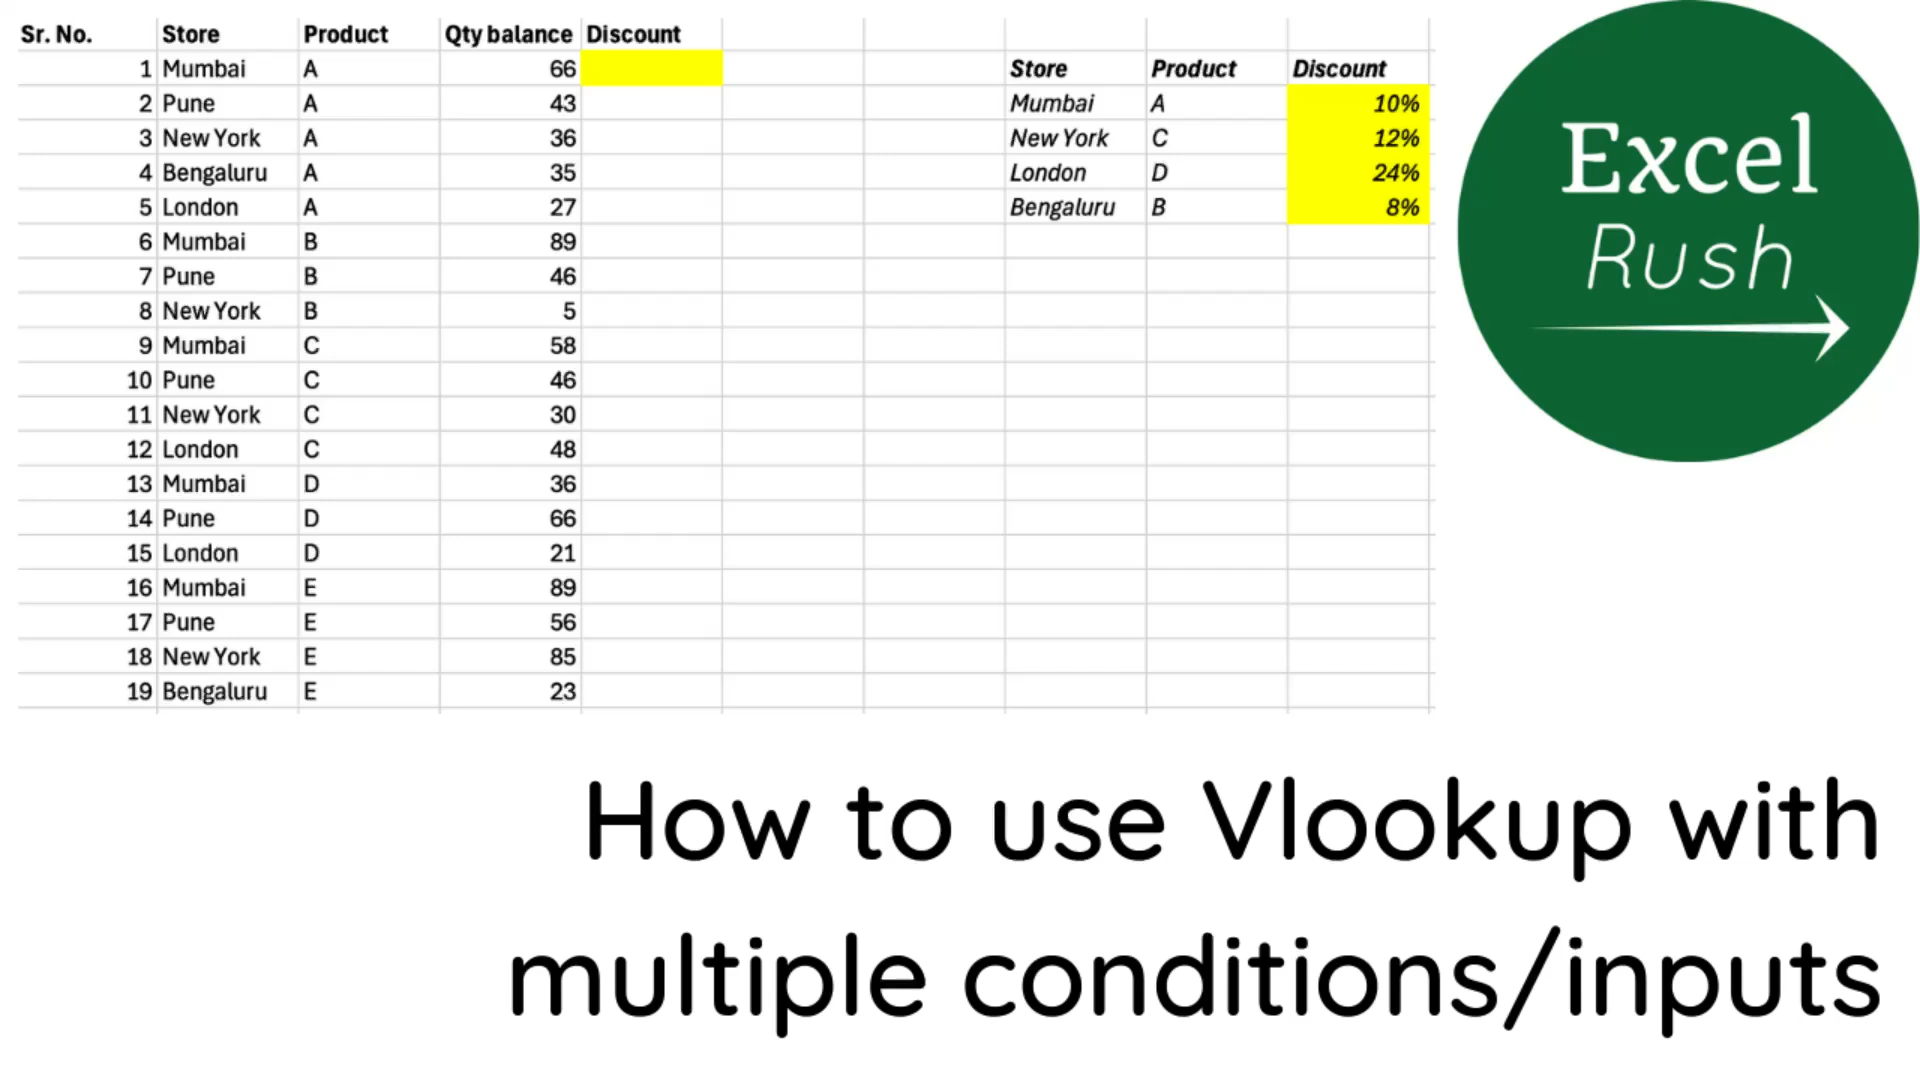 Sr. No. Store Product Qty balance Discount
1 Mumbai A 66 Store Product Discount
2 Pune A 43 Mumbai A 10%
3 New York A 36 New York C 12%
4 Bengaluru A 35 London D 24%
5 London A 27 Bengaluru B 8%
6 Mumbai B 89
7 Pune B 46
8 New York B 5
9 Mumbai C 58
10 Pune C 46
11 New York C 30
12 London C 48
13 Mumbai D 36
14 Pune D 66
15 London D 21
16 Mumbai E 89
17 Pune E 56
18 New York E 85
19 Bengaluru E 23
Excel
Rush
How to use Vlookup with
multiple conditions/inputs